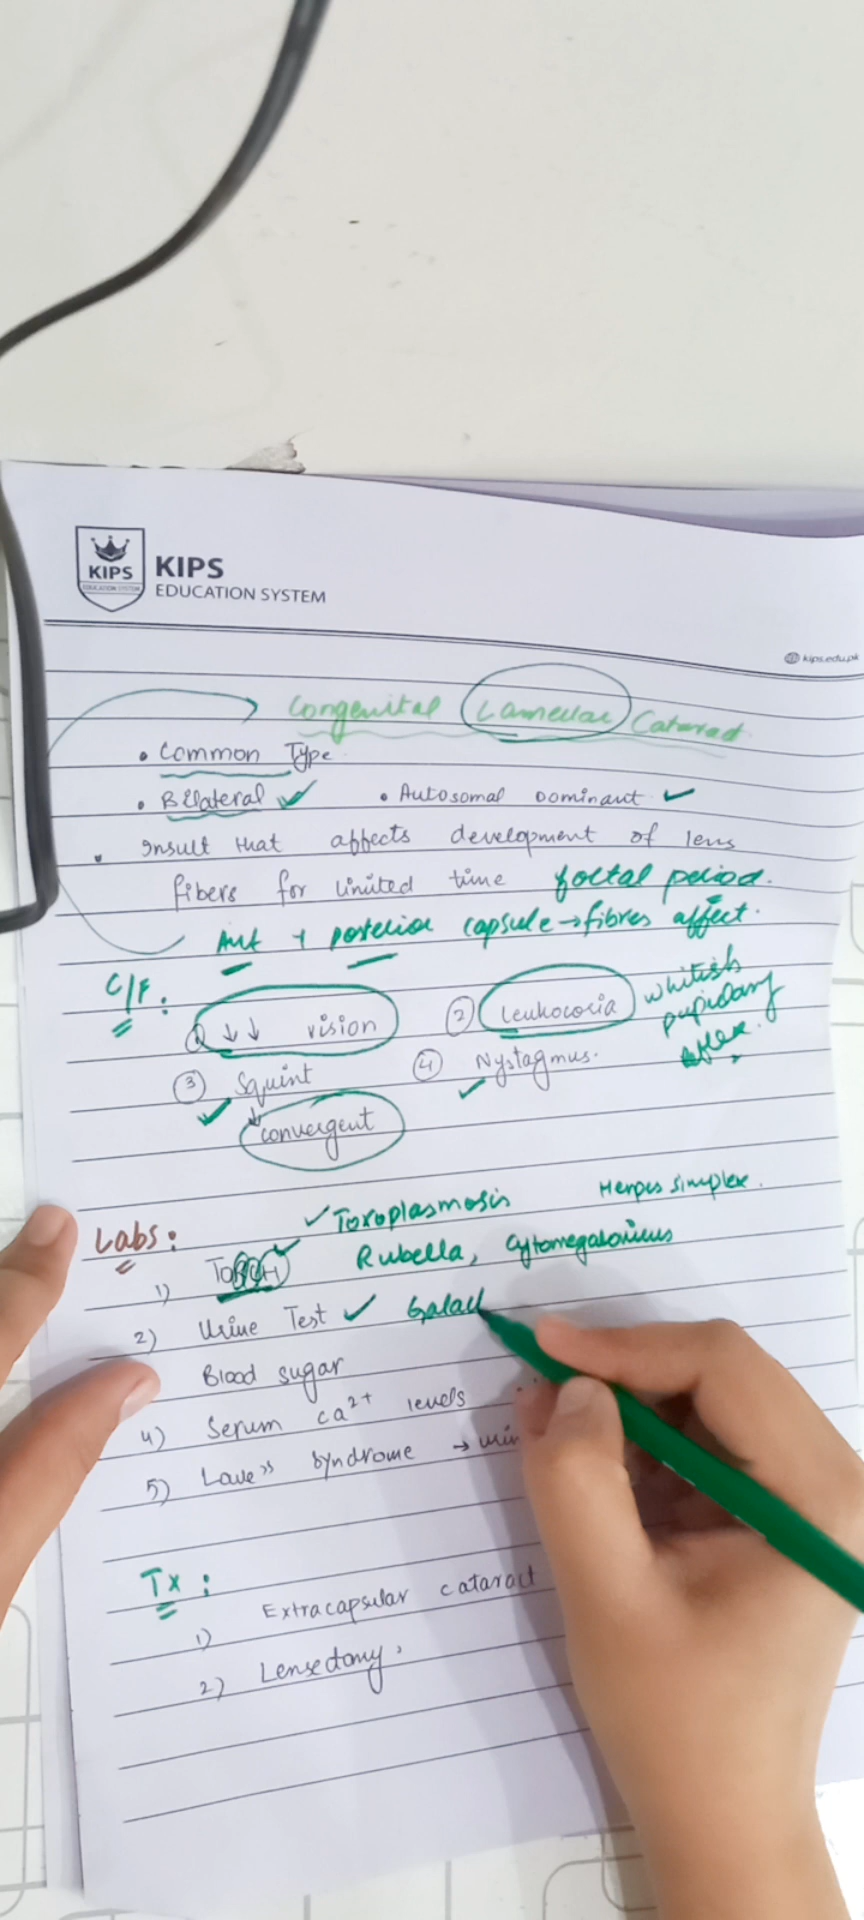 KIPS
EDUCATION SYSTEM
KIPS
EDUCATION SYSTEM
kips.edu.pk
Congenital Lamellar Cataract
• Common Type
• Bilateral ✓ • Autosomal Dominant ✓
• Insult that affects development of lens
fibers for limited time foetal period.
Ant + posterior capsule → fibres affect.
C/F:
① ↓↓ vision ② Leukocoria whitish
pupillary
③ Squint ④ Nystagmus.
↓
convergent
✓ Toxoplasmosis Herpes simplex.
Labs:
1) TORCH Rubella, Cytomegalovirus
2) Urine Test ✓ Galact
Blood sugar
4) Serum ca²⁺ levels
5) Lowe's Syndrome →
Tx:
1) Extracapsular cataract
2) Lensectomy.